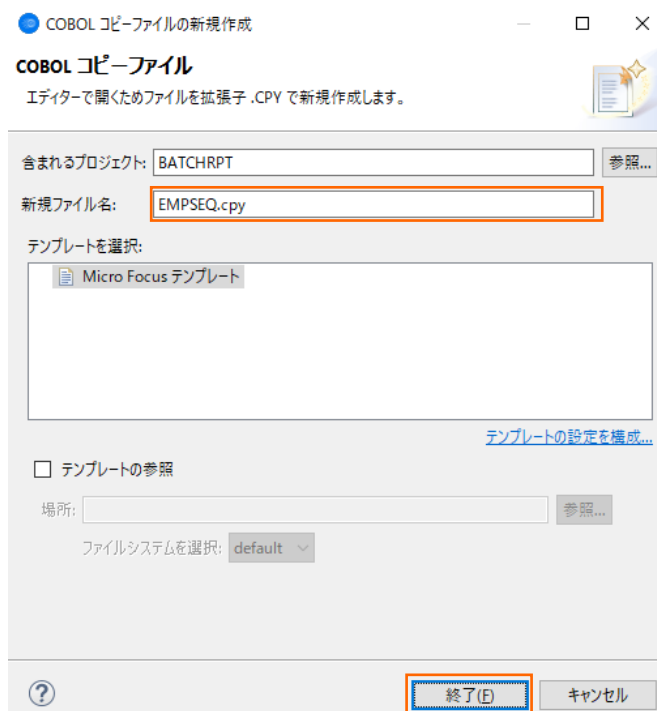 COBOL コピーファイルの新規作成
COBOL コピーファイル
エディターで開くためファイルを拡張子 .CPY で新規作成します。
含まれるプロジェクト: BATCHRPT 参照...
新規ファイル名: EMPSEQ.cpy
テンプレートを選択:
Micro Focus テンプレート
テンプレートの設定を構成...
テンプレートの参照
場所: 参照...
ファイルシステムを選択: default
? 終了(F) キャンセル